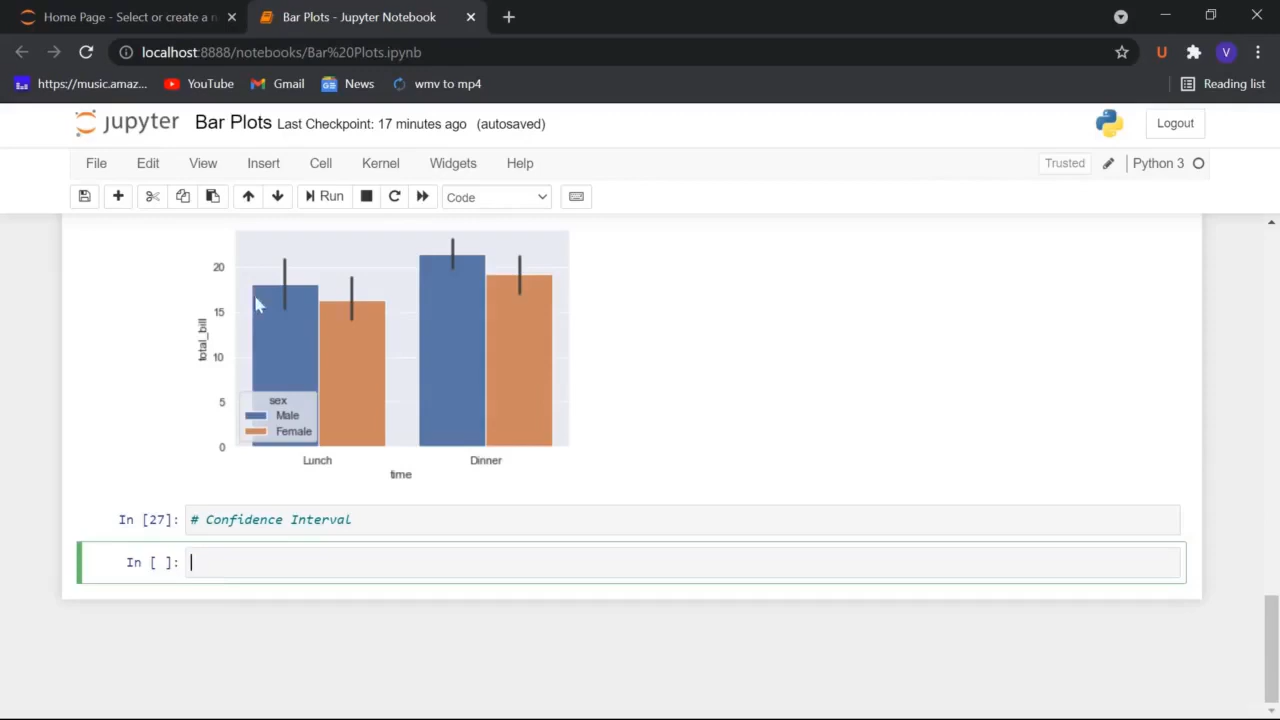 Home Page - Select or create a n
Bar Plots - Jupyter Notebook
localhost:8888/notebooks/Bar%20Plots.ipynb
U
V
https://music.amaz...
YouTube
Gmail
News
wmv to mp4
Reading list
jupyter Bar Plots Last Checkpoint: 17 minutes ago (autosaved)
Logout
File Edit View Insert Cell Kernel Widgets Help
Trusted
Python 3
Run
Code
20
15
10
5
0
total_bill
sex
Male
Female
Lunch
Dinner
time
In [27]: # Confidence Interval
In [ ]: